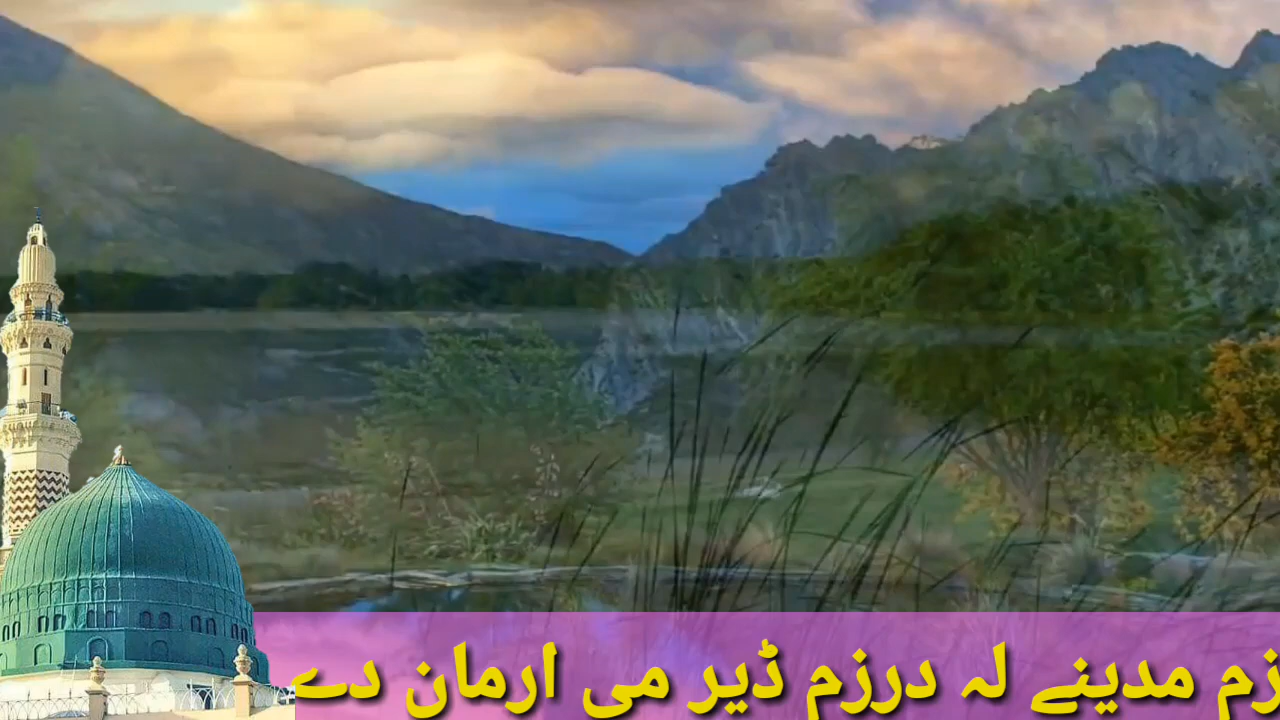 زم مدینے لہ درزم ڈیر می ارمان دے